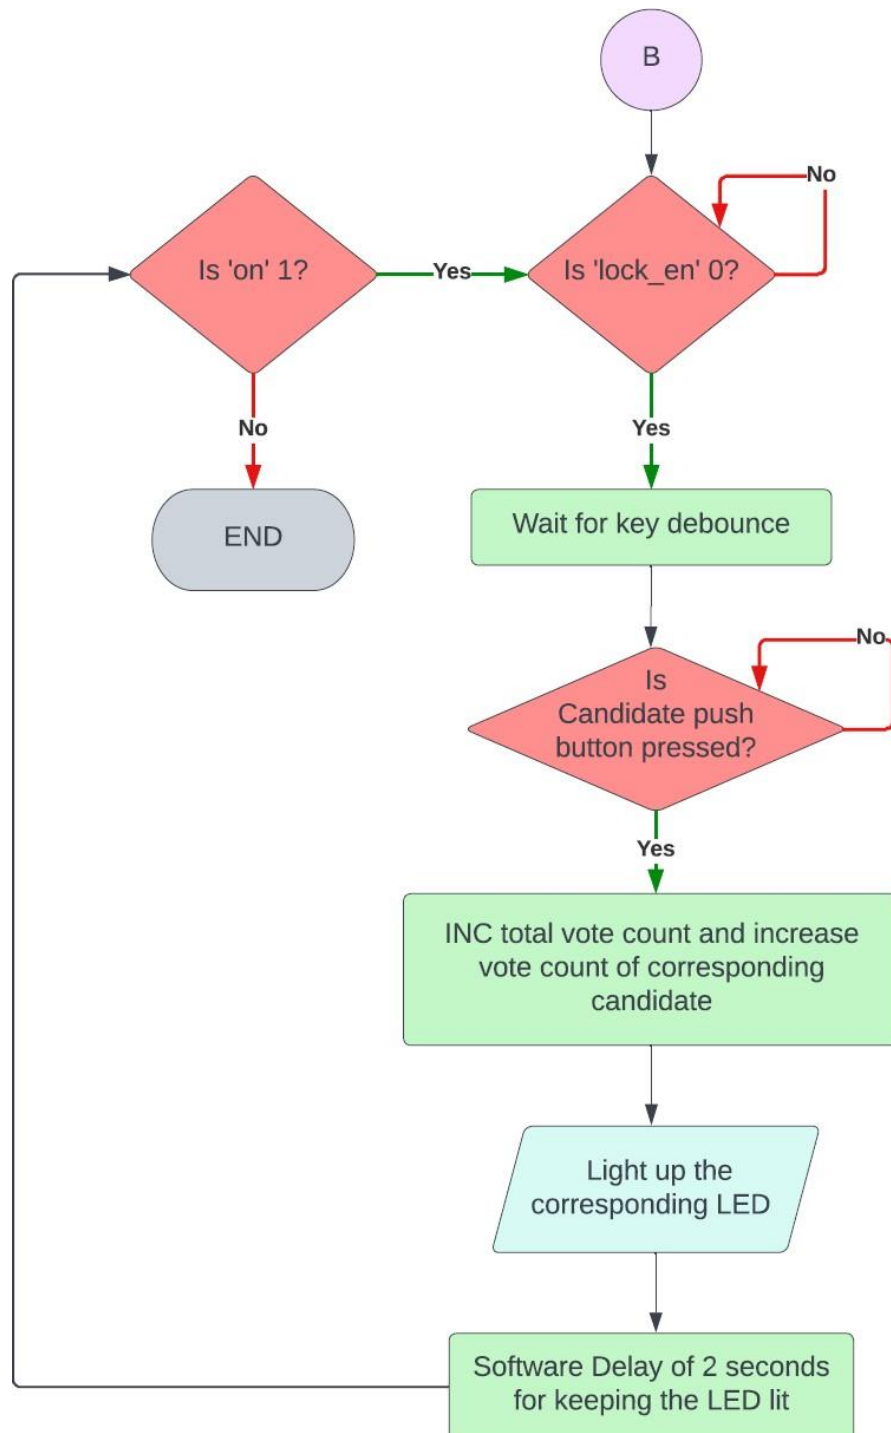 B
No
Is 'on' 1?
Yes
Is 'lock_en' 0?
No
Yes
END
Wait for key debounce
No
Is
Candidate push
button pressed?
Yes
INC total vote count and increase
vote count of corresponding
candidate
Light up the
corresponding LED
Software Delay of 2 seconds
for keeping the LED lit